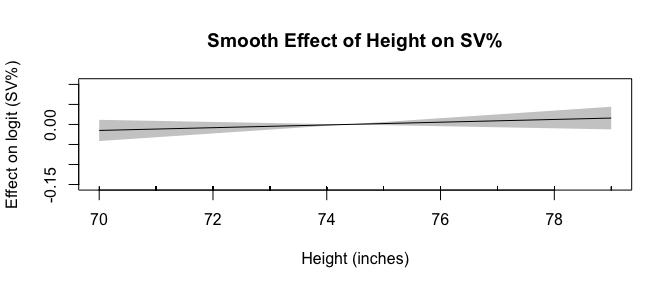 Smooth Effect of Height on SV%
Effect on logit (SV%)
0.00
-0.15
70 72 74 76 78
Height (inches)